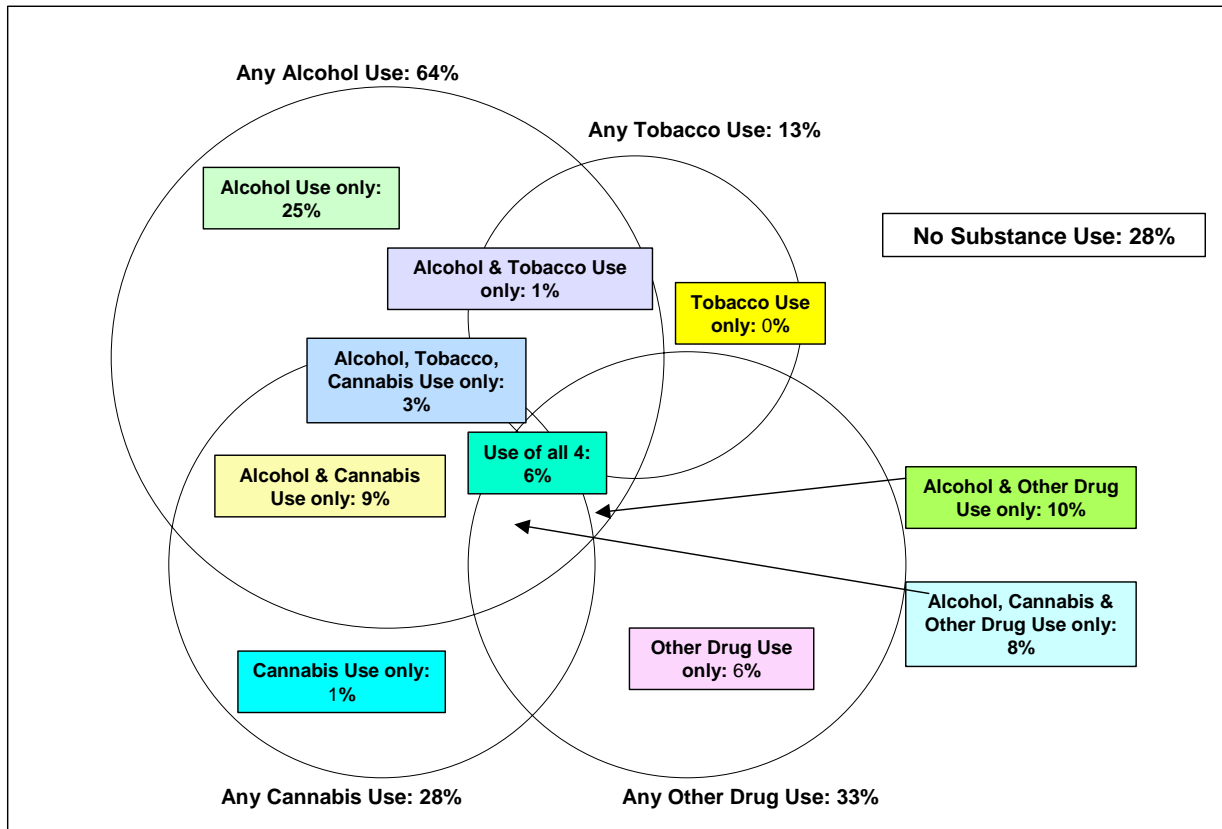 Any Alcohol Use: 64%
Any Tobacco Use: 13%
Alcohol Use only:
25%
No Substance Use: 28%
Alcohol & Tobacco Use
only: 1%
Tobacco Use
only: 0%
Alcohol, Tobacco,
Cannabis Use only:
3%
Use of all 4:
6%
Alcohol & Cannabis
Use only: 9%
Alcohol & Other Drug
Use only: 10%
Alcohol, Cannabis &
Other Drug Use only:
8%
Other Drug Use
only: 6%
Cannabis Use only:
1%
Any Cannabis Use: 28%
Any Other Drug Use: 33%